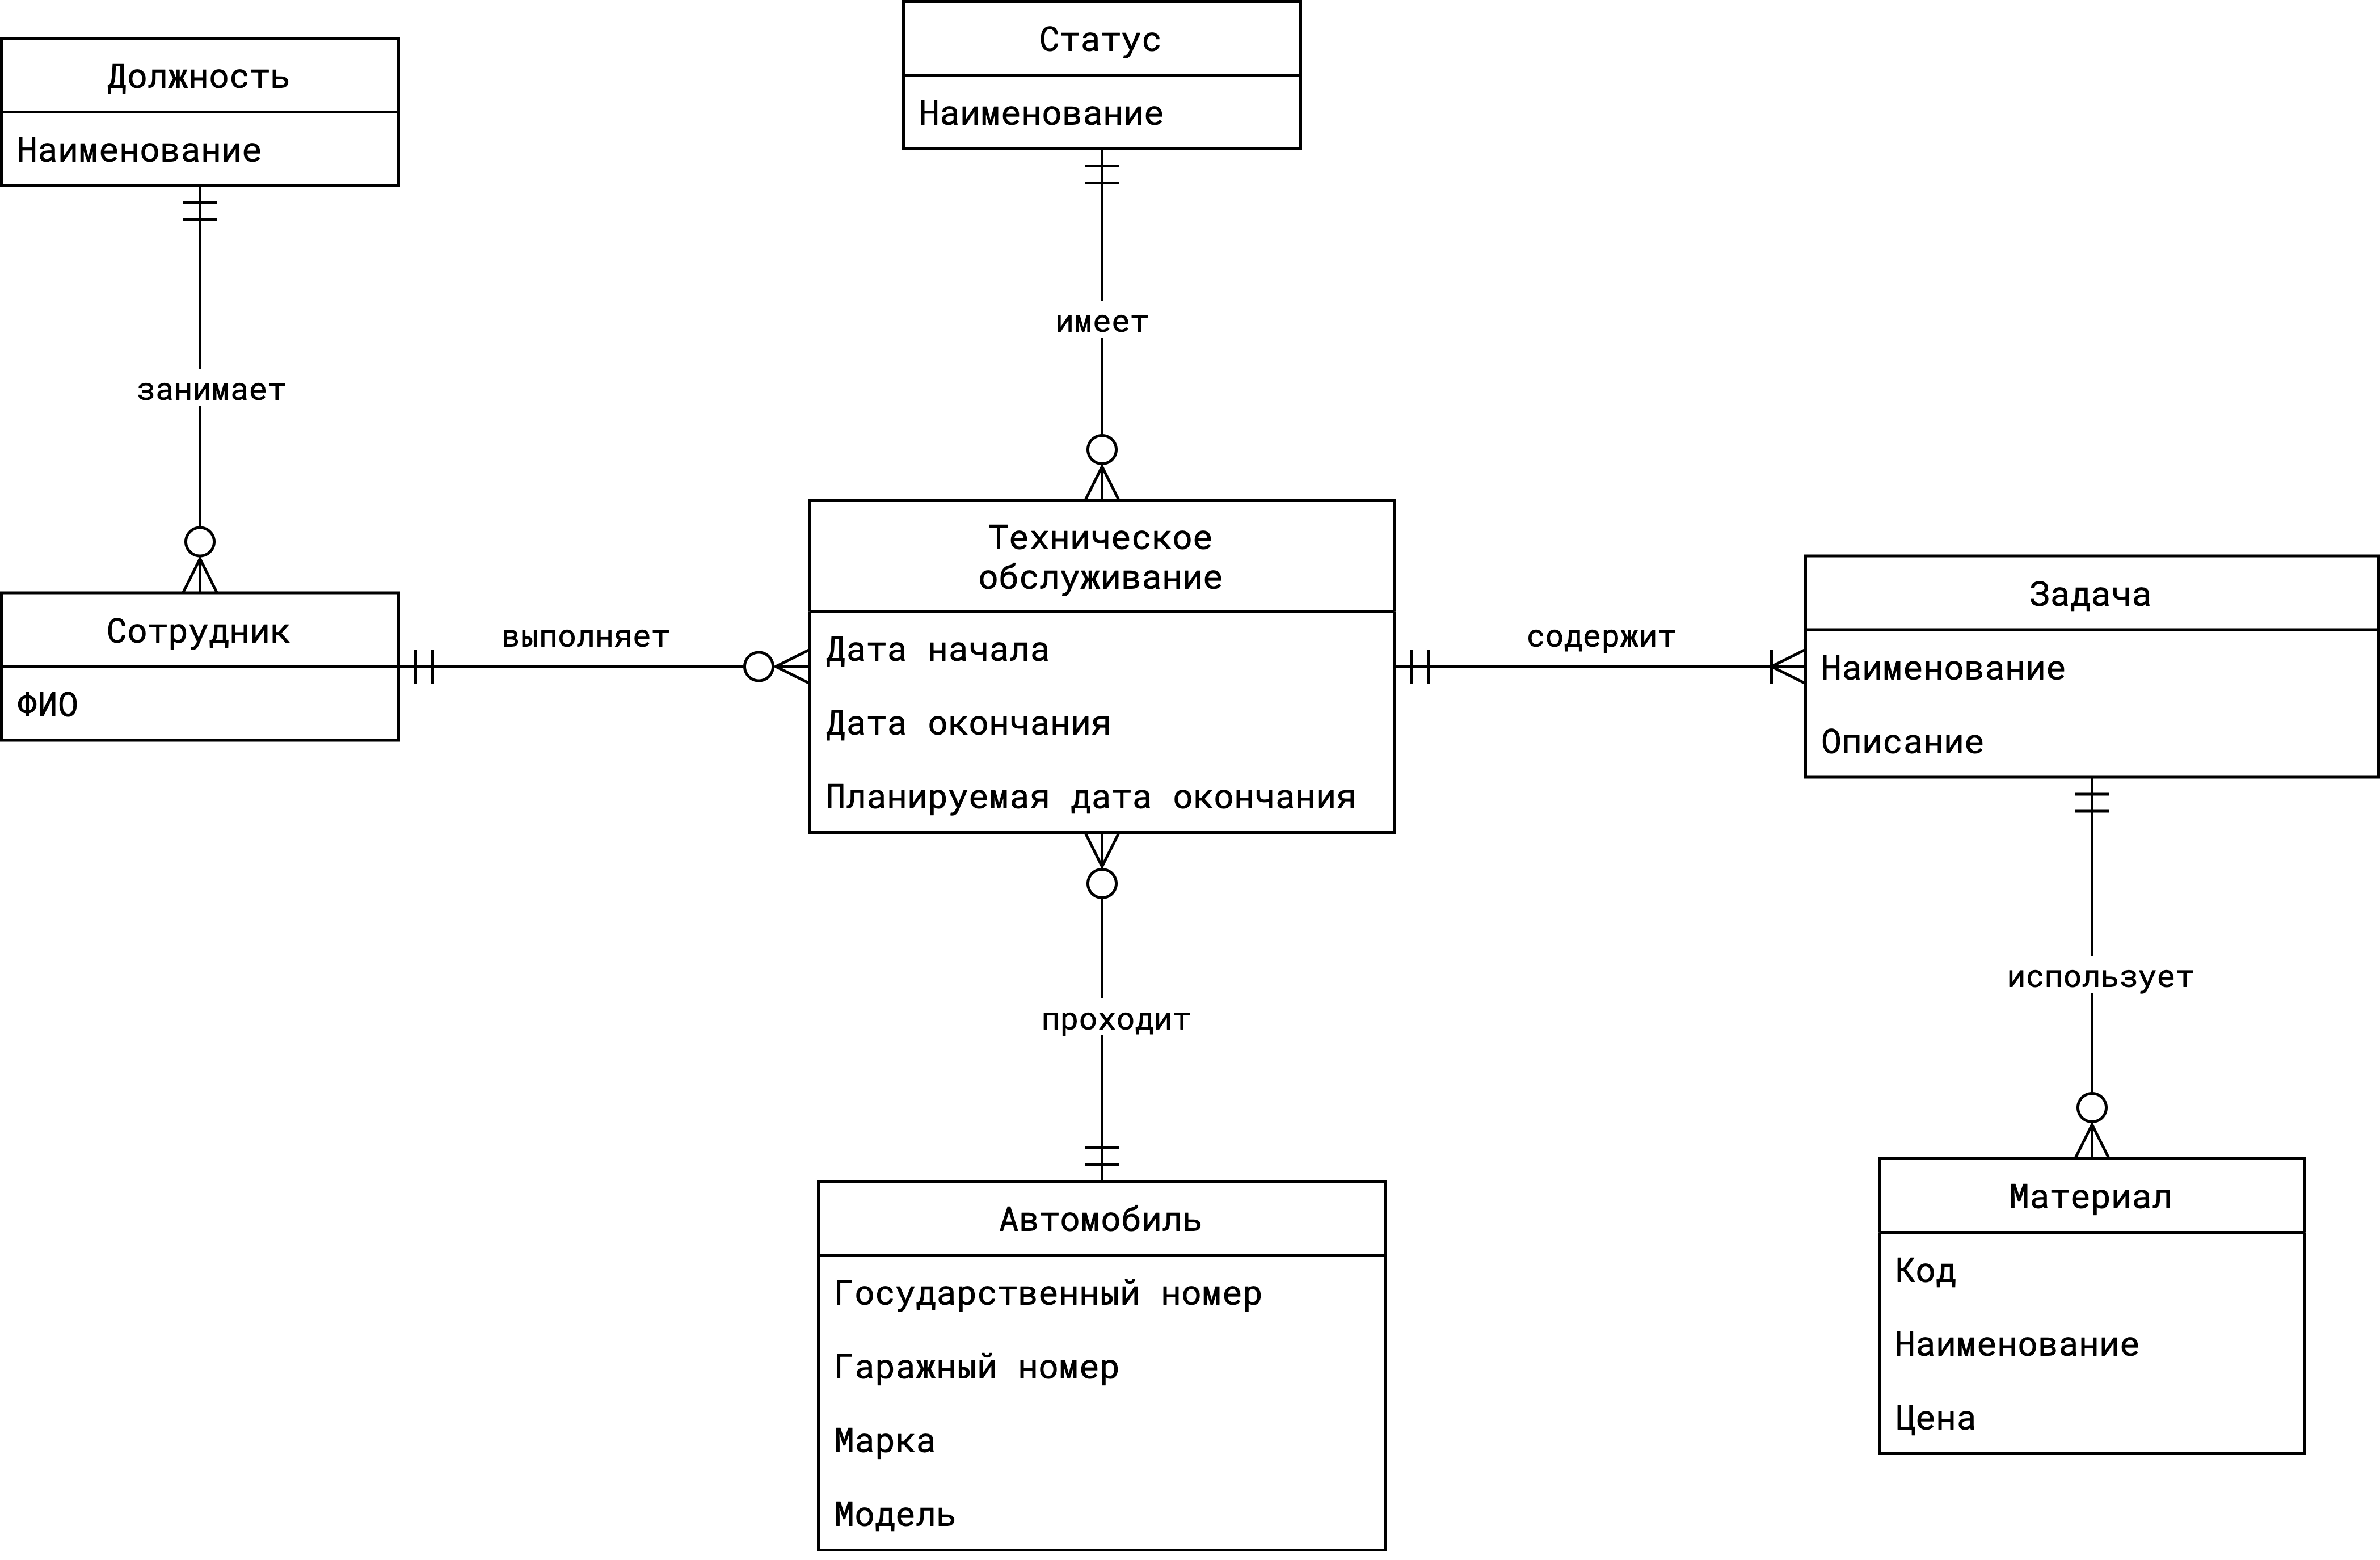 Статус
Наименование
Должность
Наименование
имеет
занимает
Техническое
обслуживание
Дата начала
Дата окончания
Планируемая дата окончания
Сотрудник
ФИО
выполняет
содержит
Задача
Наименование
Описание
проходит
использует
Автомобиль
Государственный номер
Гаражный номер
Марка
Модель
Материал
Код
Наименование
Цена